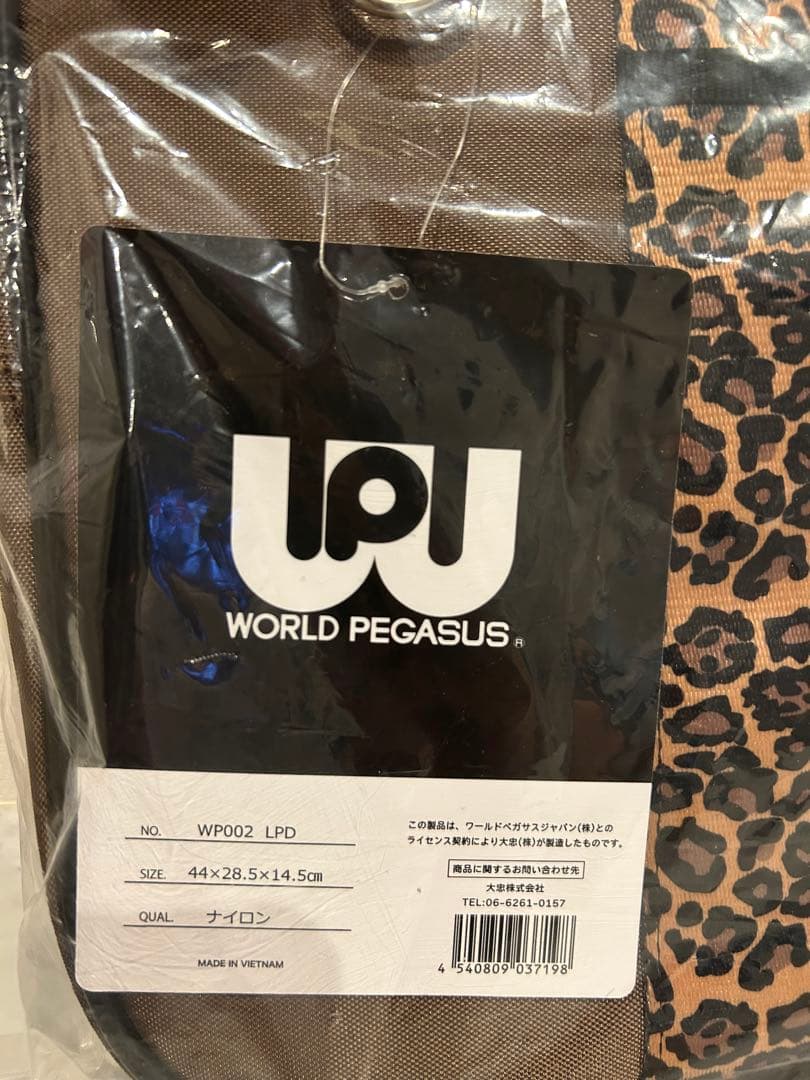 WP
WORLD PEGASUS®
NO. WP002 LPD
SIZE. 44×28.5×14.5㎝
QUAL. ナイロン
MADE IN VIETNAM
この製品は、ワールドペガサスジャパン(株)との
ライセンス契約により大忠(株)が製造したものです。
商品に関するお問い合わせ先
大忠株式会社
TEL:06-6261-0157
4 540809 037198